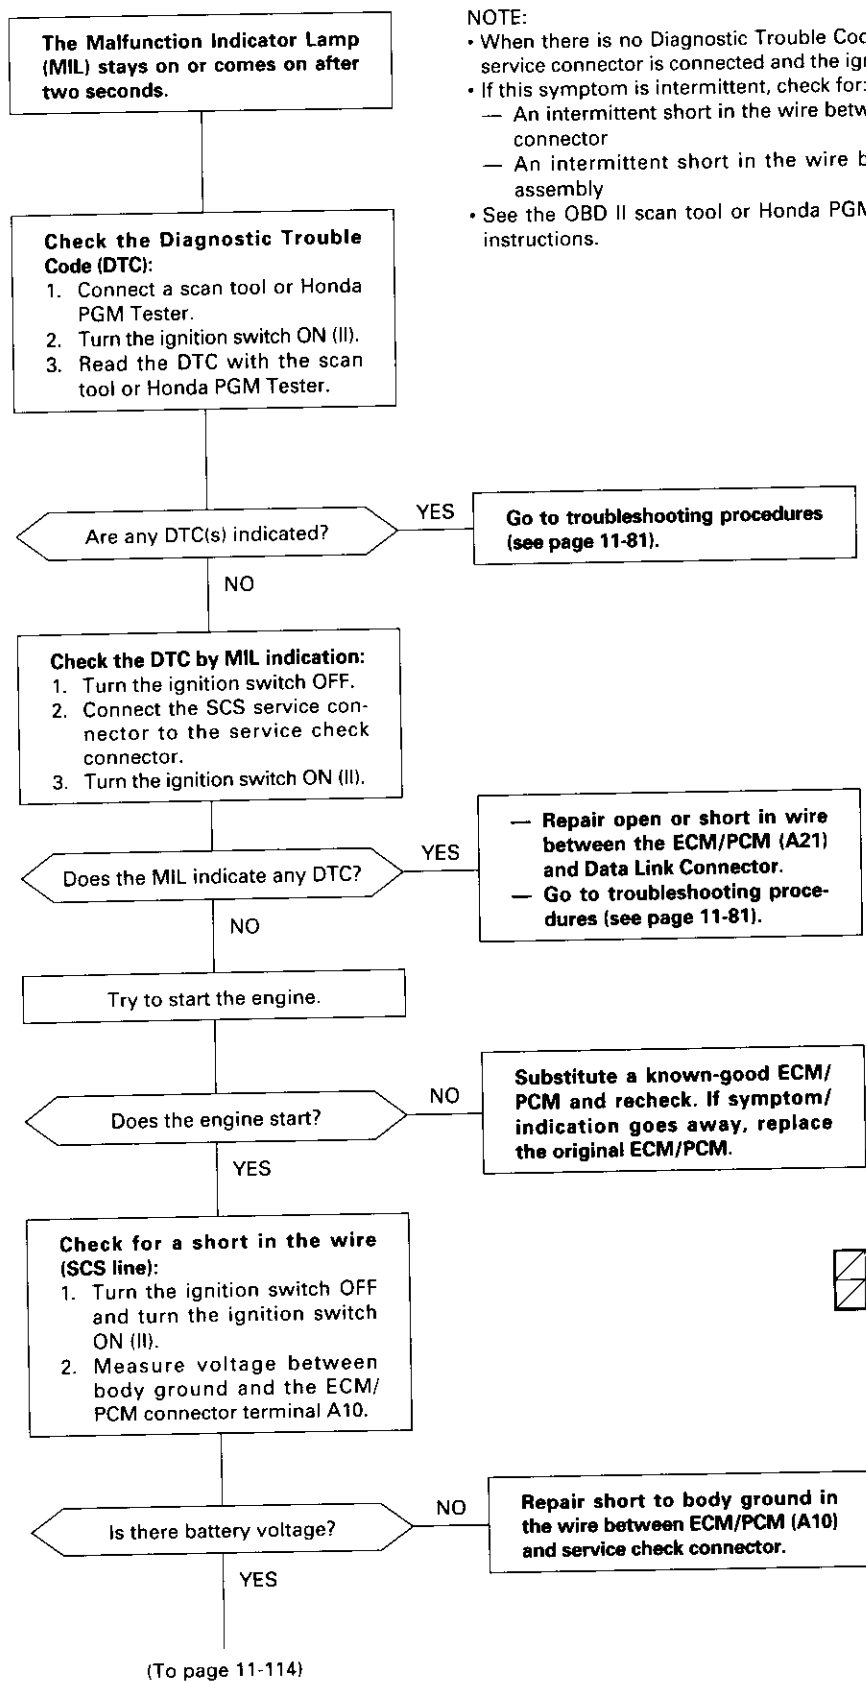 The Malfunction Indicator Lamp
(MIL) stays on or comes on after
two seconds.
NOTE:
• When there is no Diagnostic Trouble
service connector is connected and the
• If this symptom is intermittent, check for:
— An intermittent short in the wire
connector
— An intermittent short in the wire
assembly
• See the OBD II scan tool or Honda
instructions.
Check the Diagnostic Trouble
Code (DTC):
1. Connect a scan tool or Honda
PGM Tester.
2. Turn the ignition switch ON (II).
3. Read the DTC with the scan
tool or Honda PGM Tester.
Are any DTC(s) indicated?
YES
Go to troubleshooting procedures
(see page 11-81).
NO
Check the DTC by MIL indication:
1. Turn the ignition switch OFF.
2. Connect the SCS service con-
nector to the service check
connector.
3. Turn the ignition switch ON (II).
Does the MIL indicate any DTC?
YES
— Repair open or short in wire
between the ECM/PCM (A21)
and Data Link Connector.
— Go to troubleshooting proce-
dures (see page 11-81).
NO
Try to start the engine.
Does the engine start?
NO
Substitute a known-good ECM/
PCM and recheck. If symptom/
indication goes away, replace
the original ECM/PCM.
YES
Check for a short in the wire
(SCS line):
1. Turn the ignition switch OFF
and turn the ignition switch
ON (II).
2. Measure voltage between
body ground and the ECM/
PCM connector terminal A10.
Is there battery voltage?
NO
Repair short to body ground in
the wire between ECM/PCM (A10)
and service check connector.
YES
(To page 11-114)